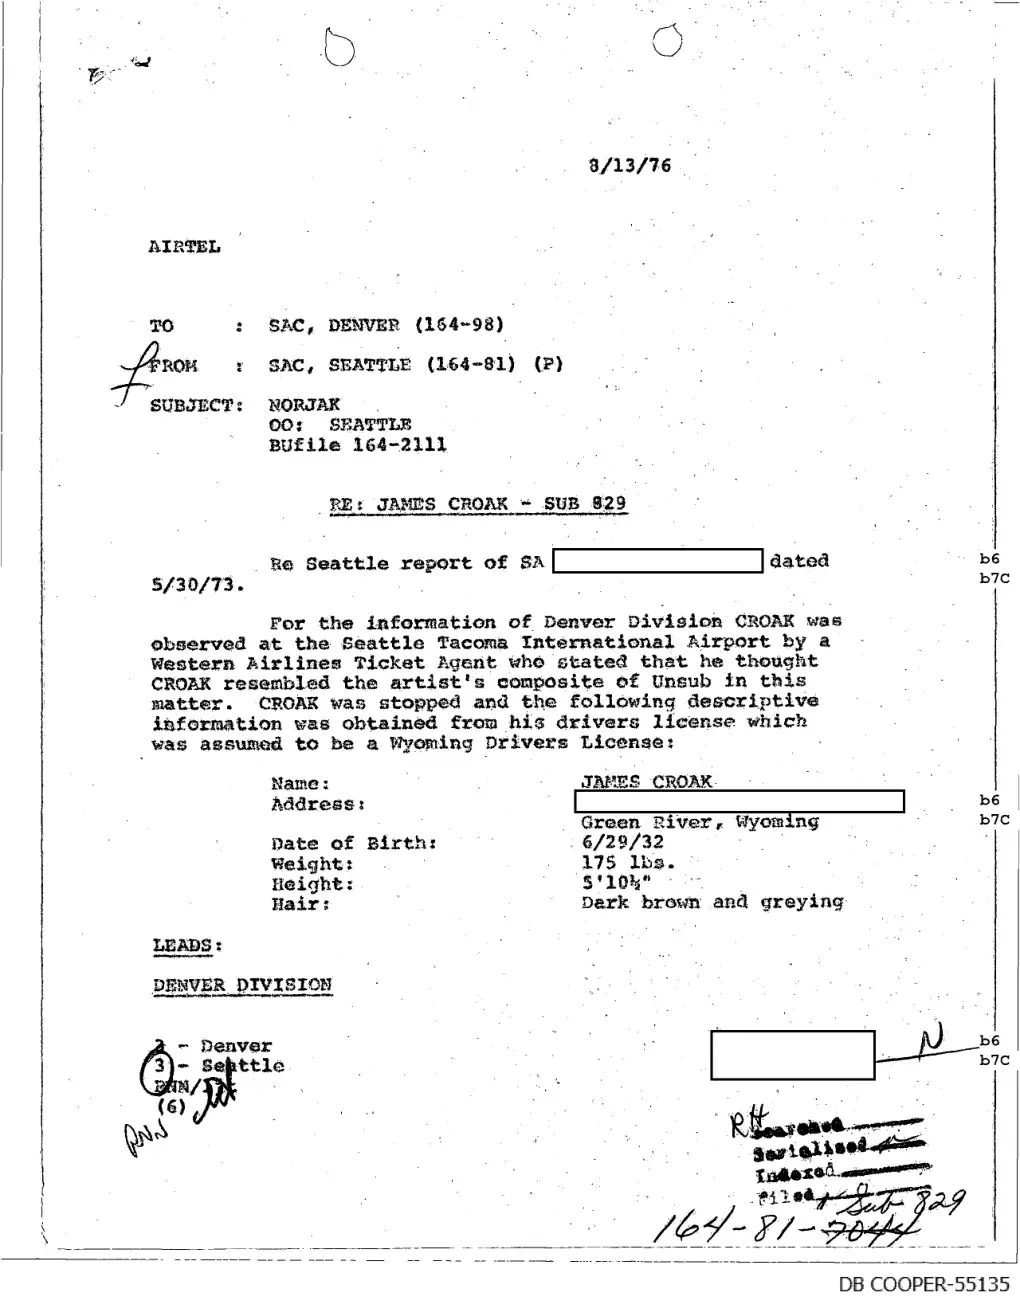 8/13/76
AIRTEL
TO : SAC, DENVER (164-98)
FROM : SAC, SEATTLE (164-81) (P)
SUBJECT: NORJAK
OO: SEATTLE
BUfile 164-2111
RE: JAMES CROAK - SUB 829
Re Seattle report of SA dated
b6
5/30/73.
b7C
For the information of Denver Division CROAK was
observed at the Seattle Tacoma International Airport by a
Western Airlines Ticket Agent who stated that he thought
CROAK resembled the artist's composite of Unsub in this
matter. CROAK was stopped and the following descriptive
information was obtained from his drivers license which
was assumed to be a Wyoming Drivers License:
Name: JAMES CROAK
Address:
b6
Green River, Wyoming
b7C
Date of Birth: 6/29/32
Weight: 175 lbs.
Height: 5'10½"
Hair: Dark brown and greying
LEADS:
DENVER DIVISION
2 - Denver
3 - Seattle
N
b6
b7C
(6)
RNN
RH
Searched
Serialized
Indexed
Filed
Sub 829
164-81-7044
DB COOPER-55135